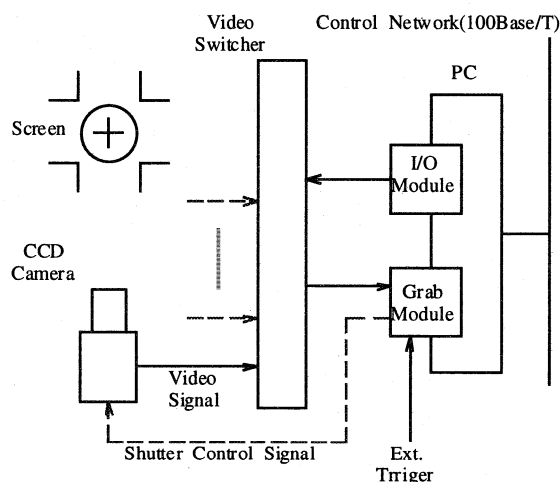 Video
Switcher
Control Network(100Base/T)
PC
Screen
I/O
Module
CCD
Camera
Grab
Module
Video
Signal
Shutter Control Signal
Ext.
Trriger